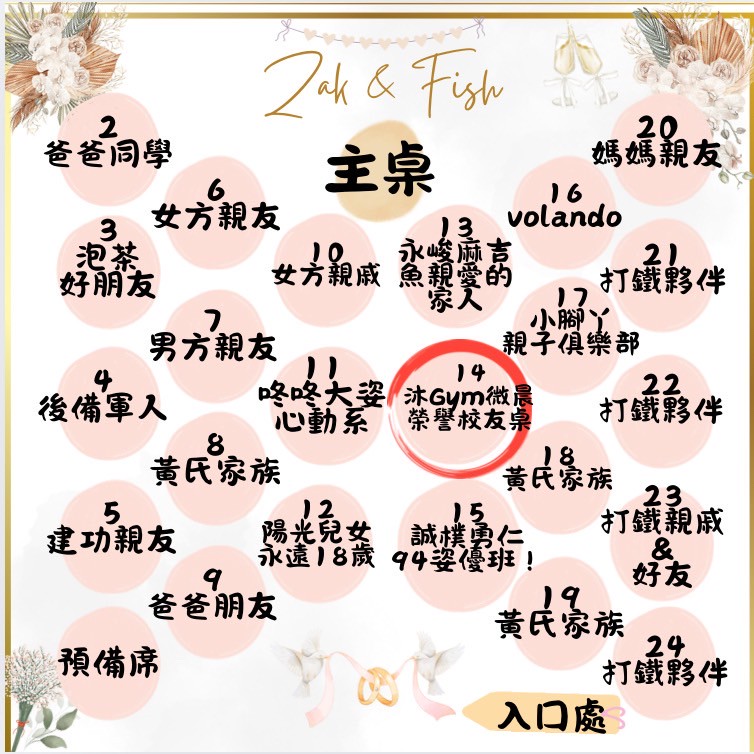 Zak & Fish
主桌
2
爸爸同學
3
泡茶
好朋友
4
後備軍人
5
建功親友
預備席
6
女方親友
7
男方親友
8
黃氏家族
9
爸爸朋友
10
女方親戚
11
咚咚大姿
心動系
12
陽光兒女
永遠18歲
13
永峻麻吉
魚親愛的
家人
14
沐Gym微晨
榮譽校友桌
15
誠樸勇仁
94姿優班！
16
volando
17
小腳丫
親子俱樂部
18
黃氏家族
19
黃氏家族
20
媽媽親友
21
打鐵夥伴
22
打鐵夥伴
23
打鐵親戚
&
好友
24
打鐵夥伴
入口處